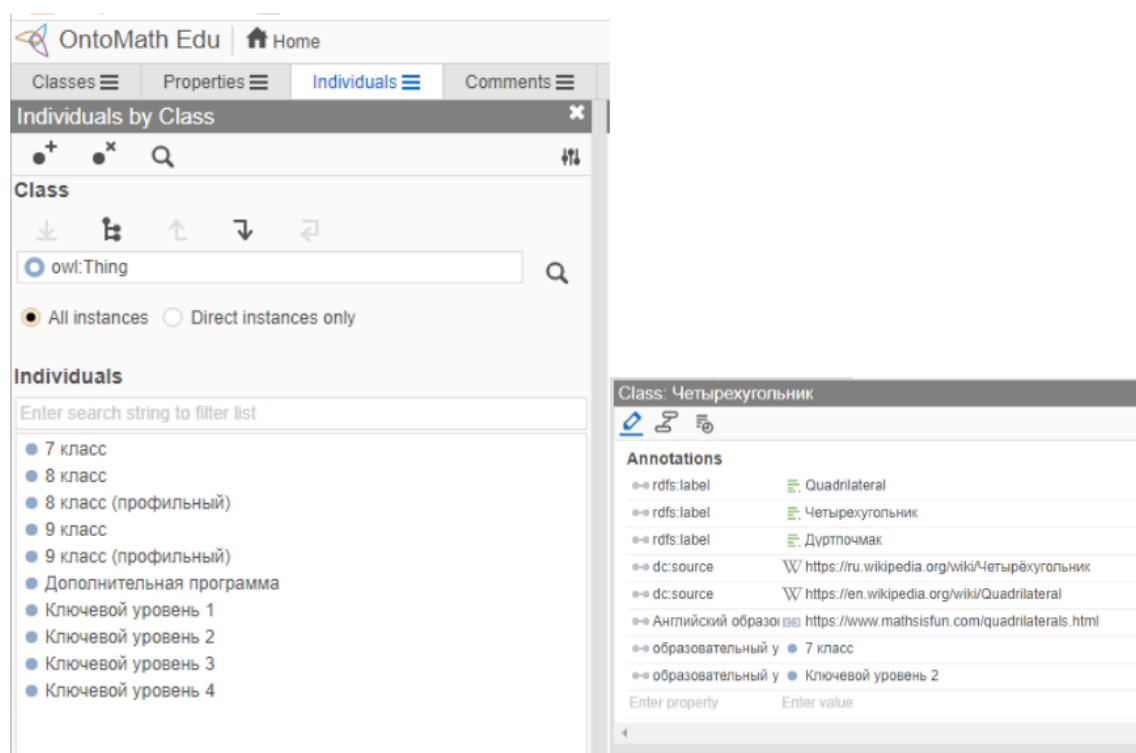 OntoMath Edu Home
Classes Properties Individuals Comments
Individuals by Class
Class
owl:Thing
All instances Direct instances only
Individuals
Enter search string to filter list
7 класс
8 класс
8 класс (профильный)
9 класс
9 класс (профильный)
Дополнительная программа
Ключевой уровень 1
Ключевой уровень 2
Ключевой уровень 3
Ключевой уровень 4
Class: Четырехугольник
Annotations
rdfs:label Quadrilateral
rdfs:label Четырехугольник
rdfs:label Дуртпочмак
dc:source https://ru.wikipedia.org/wiki/Четырёхугольник
dc:source https://en.wikipedia.org/wiki/Quadrilateral
Английский образо https://www.mathsisfun.com/quadrilaterals.html
образовательный у 7 класс
образовательный у Ключевой уровень 2
Enter property Enter value